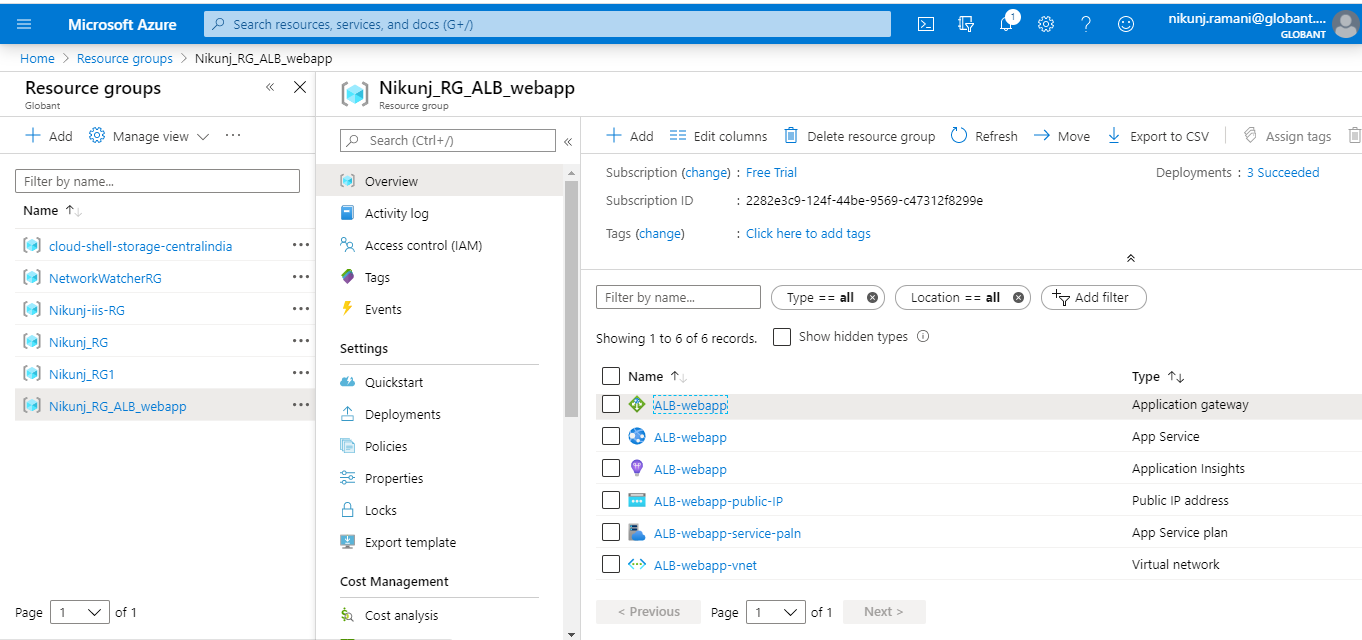 Microsoft Azure
Search resources, services, and docs (G+/)
1
nikunj.ramani@globant....
GLOBANT
Home > Resource groups > Nikunj_RG_ALB_webapp
Resource groups
Globant
«
Add
Manage view
...
Filter by name...
Name ↑↓
cloud-shell-storage-centralindia ...
NetworkWatcherRG ...
Nikunj-iis-RG ...
Nikunj_RG ...
Nikunj_RG1 ...
Nikunj_RG_ALB_webapp ...
Page 1 of 1
Nikunj_RG_ALB_webapp
Resource group
Search (Ctrl+/)
«
Overview
Activity log
Access control (IAM)
Tags
Events
Settings
Quickstart
Deployments
Policies
Properties
Locks
Export template
Cost Management
Cost analysis
Add
Edit columns
Delete resource group
Refresh
Move
Export to CSV
Assign tags
Subscription (change) : Free Trial
Deployments : 3 Succeeded
Subscription ID : 2282e3c9-124f-44be-9569-c47312f8299e
Tags (change) : Click here to add tags
Filter by name...
Type == all
Location == all
Add filter
Showing 1 to 6 of 6 records.
Show hidden types
Name ↑↓ Type ↑↓
ALB-webapp Application gateway
ALB-webapp App Service
ALB-webapp Application Insights
ALB-webapp-public-IP Public IP address
ALB-webapp-service-paln App Service plan
ALB-webapp-vnet Virtual network
< Previous Page 1 of 1 Next >